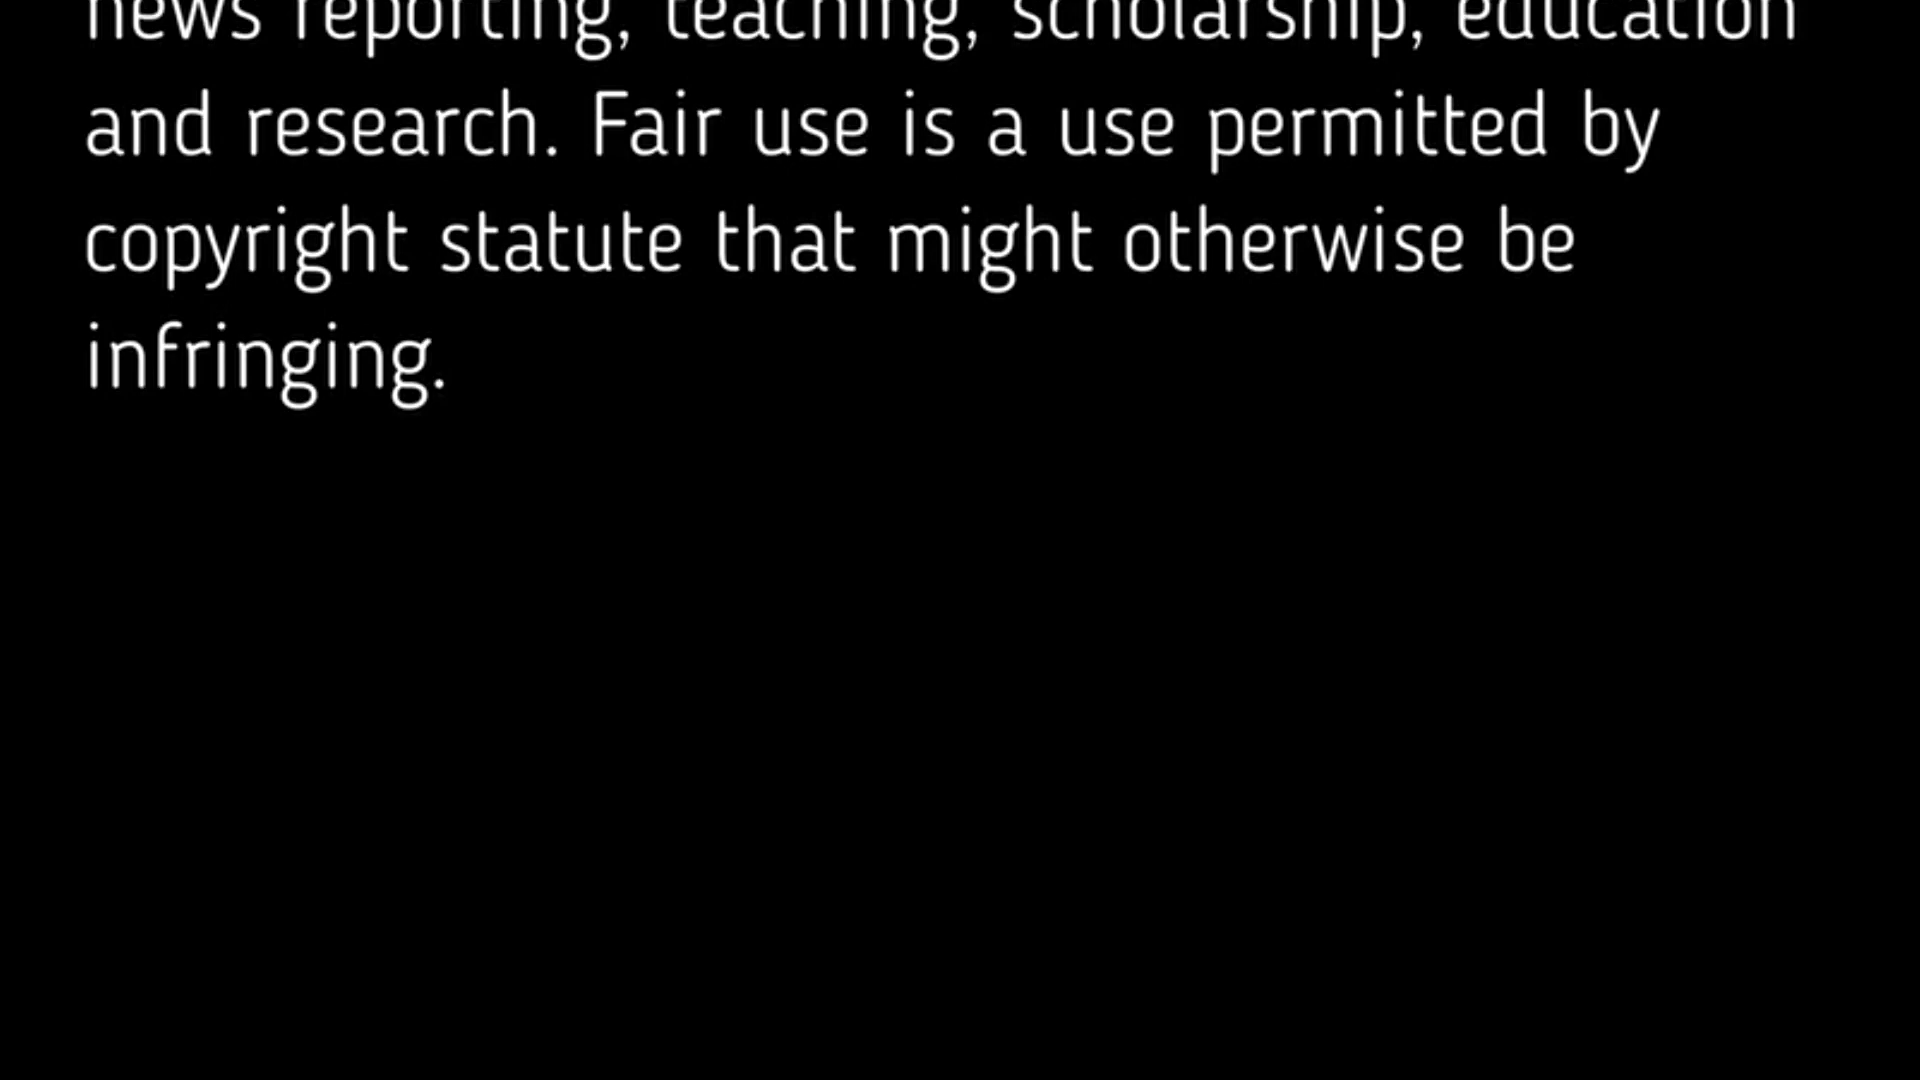 news reporting, teaching, scholarship, education
and research. Fair use is a use permitted by
copyright statute that might otherwise be
infringing.